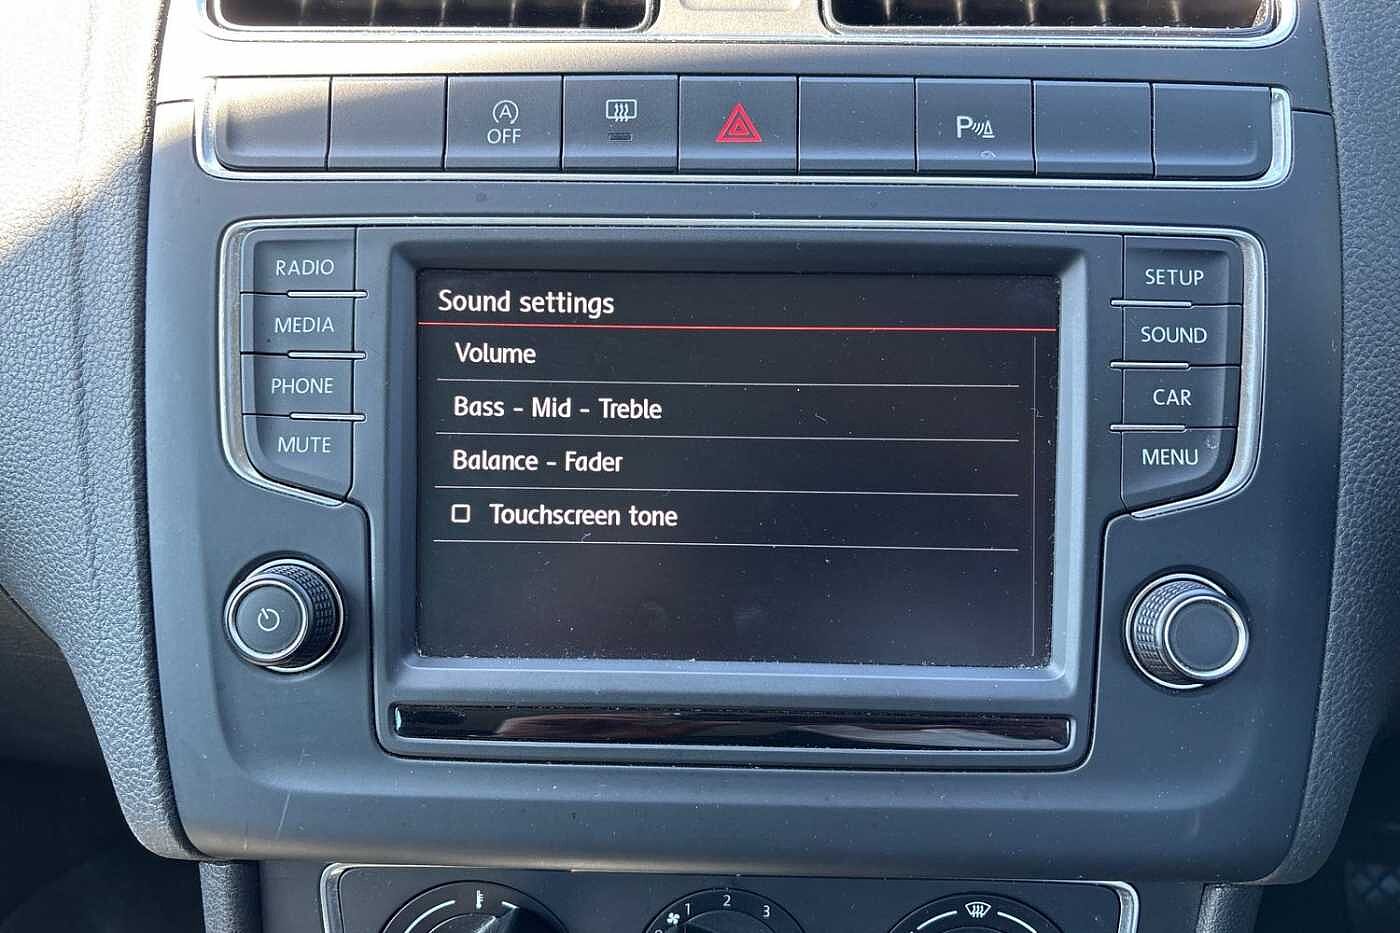 A
OFF
P
RADIO
MEDIA
PHONE
MUTE
Sound settings
Volume
Bass - Mid - Treble
Balance - Fader
Touchscreen tone
SETUP
SOUND
CAR
MENU
1 2 3